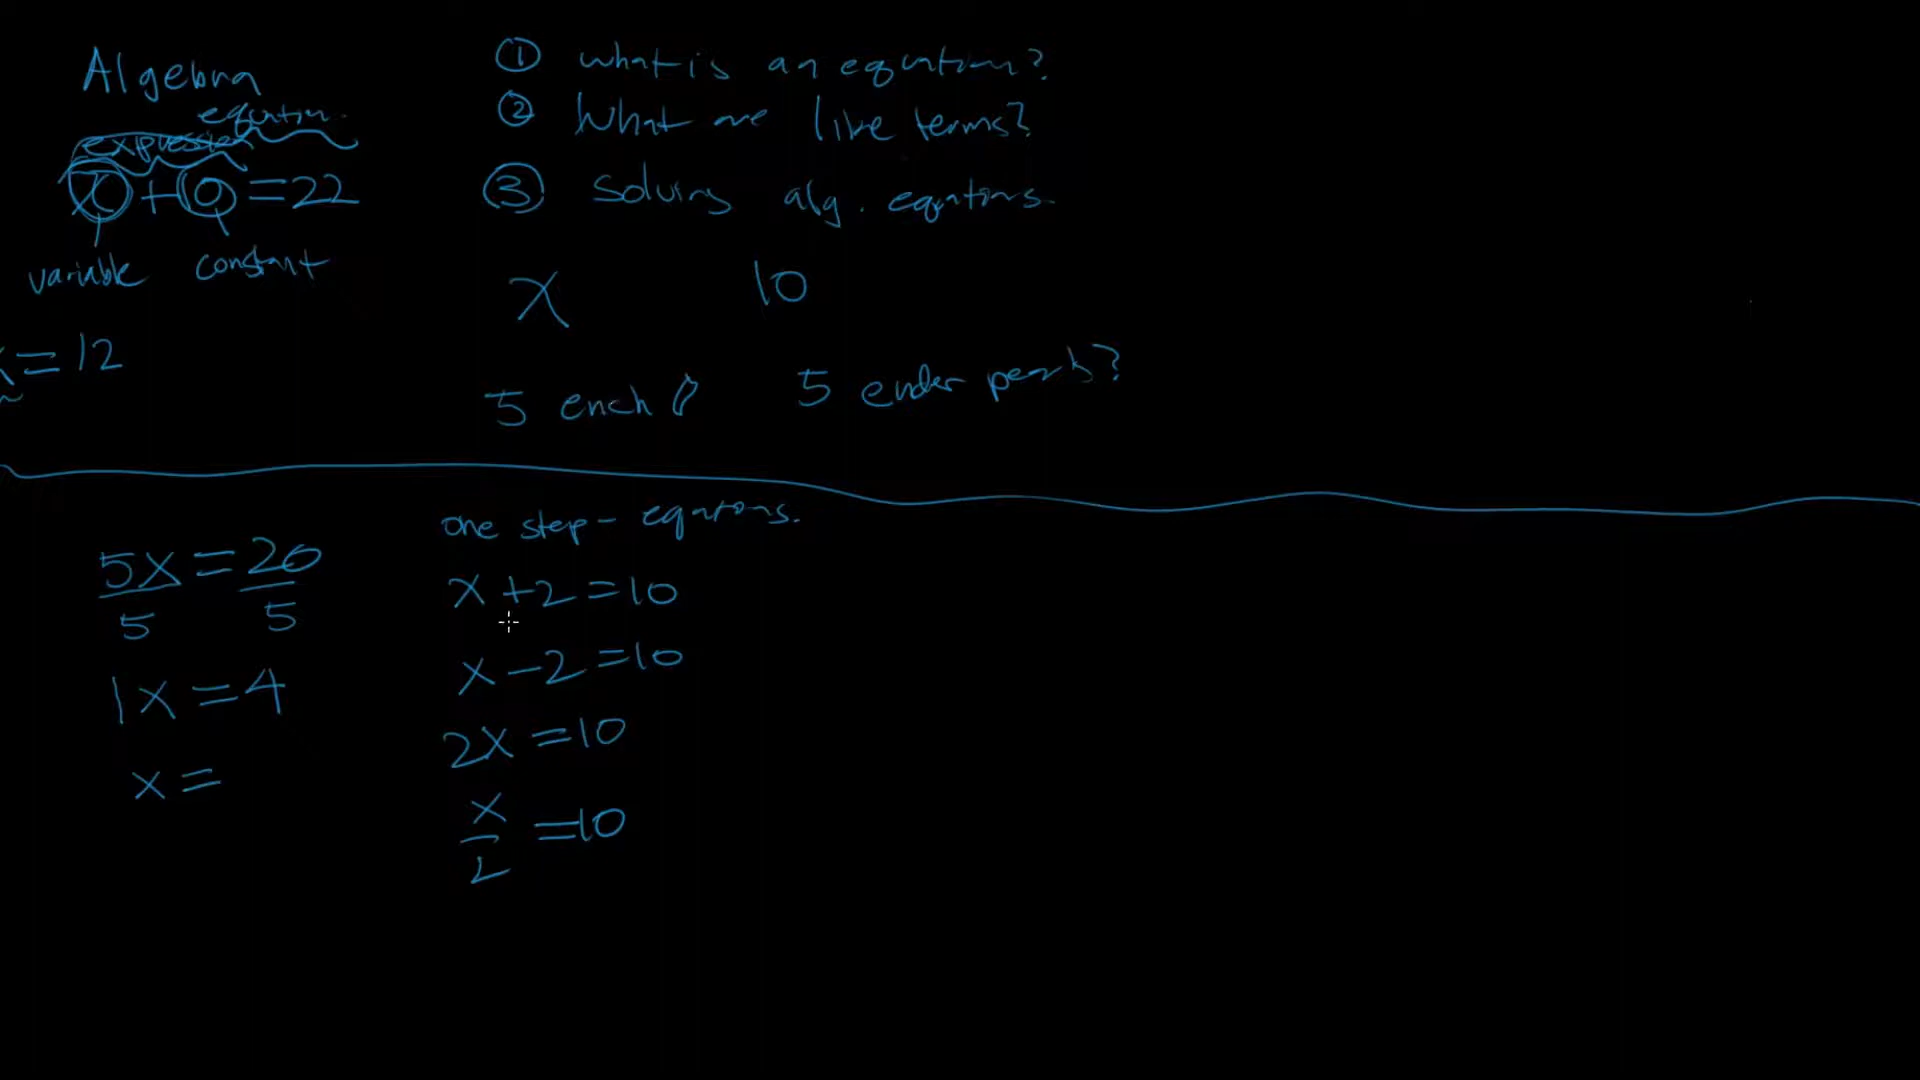 Algebra
equation.
expression
x + 10 = 22
variable constant
x = 12
① what is an equation?
② What are like terms?
③ Solving alg. equations.
x 10
5 each
5 ender pearls?
5x = 20
5 5
1x = 4
x =
one step - equations.
x + 2 = 10
x - 2 = 10
2x = 10
x
2 = 10